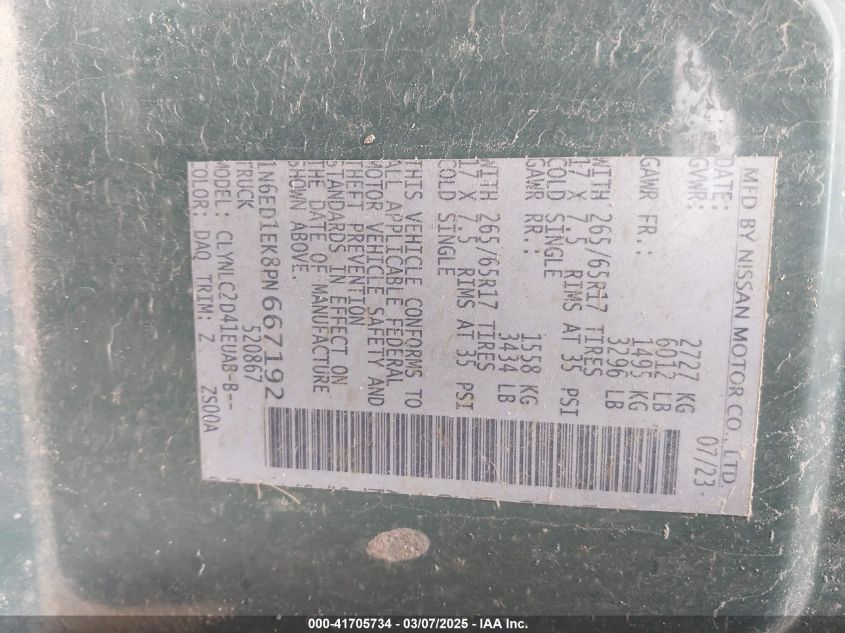 MFD BY NISSAN MOTOR CO., LTD.
DATE: 07/23
GVWR: 2727 KG
6012 LB
GAWR FR.: 1495 KG
3296 LB
WITH 265/65R17 TIRES
17 X 7.5 RIMS AT 35 PSI
COLD SINGLE
GAWR RR.: 1558 KG
3434 LB
WITH 265/65R17 TIRES
17 X 7.5 RIMS AT 35 PSI
COLD SINGLE
THIS VEHICLE CONFORMS TO
ALL APPLICABLE FEDERAL
MOTOR VEHICLE SAFETY AND
THEFT PREVENTION
STANDARDS IN EFFECT ON
THE DATE OF MANUFACTURE
SHOWN ABOVE.
1N6ED1EK8PN667192
TRUCK 520867
MODEL: CLYNLC2D41EUAB-B--
COLOR: DAQ TRIM: Z ZS00A
000-41705734 - 03/07/2025 - IAA Inc.